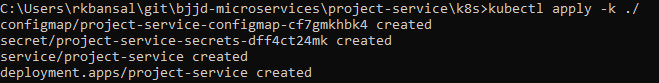 C:\Users\rkbansal\git\bjjd-microservices\project-service\k8s>kubectl apply -k ./
configmap/project-service-configmap-cf7gmkhbk4 created
secret/project-service-secrets-dff4ct24mk created
service/project-service created
deployment.apps/project-service created